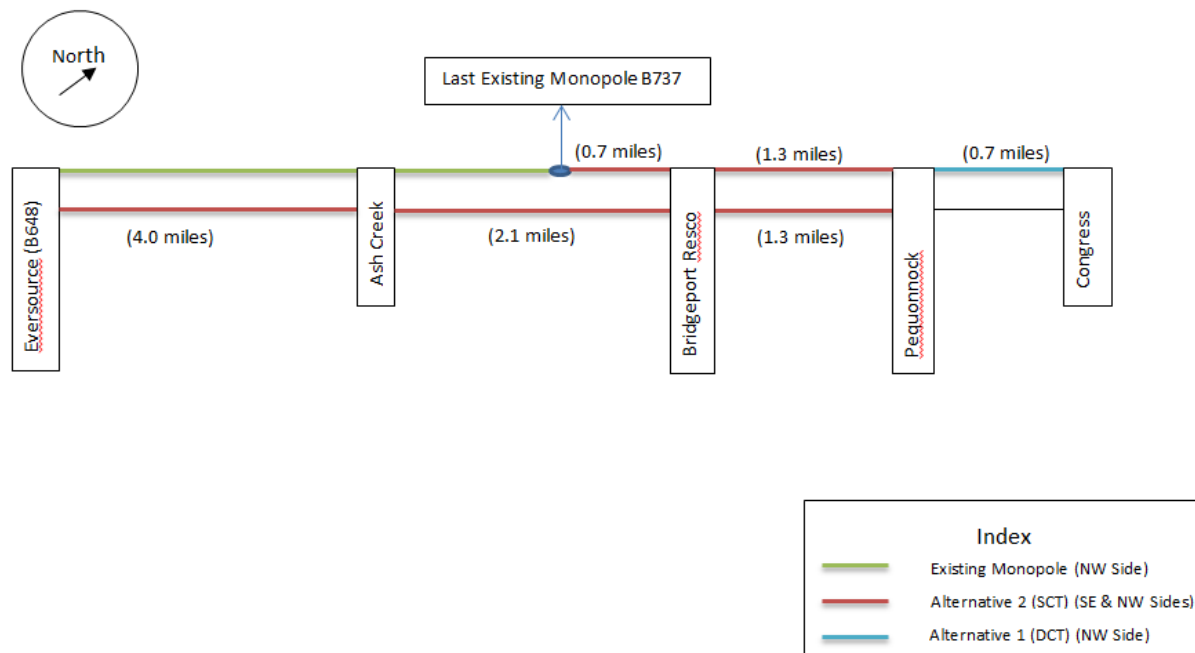 North
Last Existing Monopole B737
(0.7 miles)
(1.3 miles)
(0.7 miles)
Eversource (B648)
Ash Creek
Bridgeport Resco
Pequonnock
Congress
(4.0 miles)
(2.1 miles)
(1.3 miles)
Index
Existing Monopole (NW Side)
Alternative 2 (SCT) (SE & NW Sides)
Alternative 1 (DCT) (NW Side)